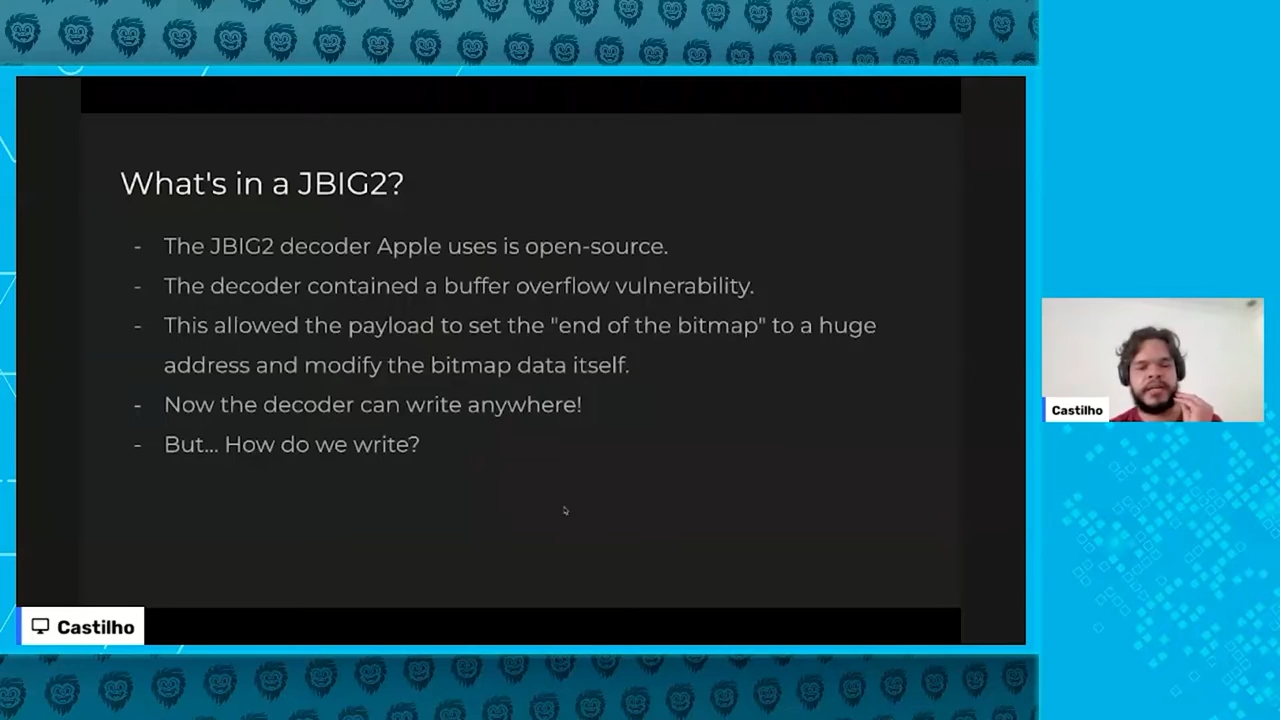 What's in a JBIG2?
- The JBIG2 decoder Apple uses is open-source.
- The decoder contained a buffer overflow vulnerability.
- This allowed the payload to set the "end of the bitmap" to a huge
address and modify the bitmap data itself.
- Now the decoder can write anywhere!
- But... How do we write?
Castilho
Castilho